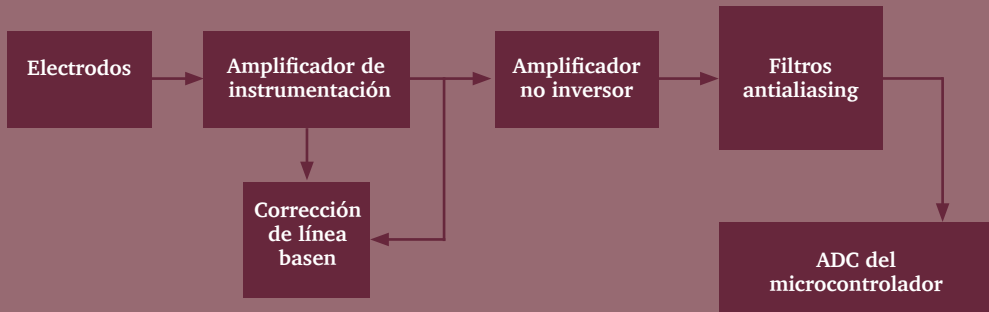 Electrodos
Amplificador de
instrumentación
Amplificador
no inversor
Filtros
antialiasing
Corrección
de línea
basen
ADC del
microcontrolador